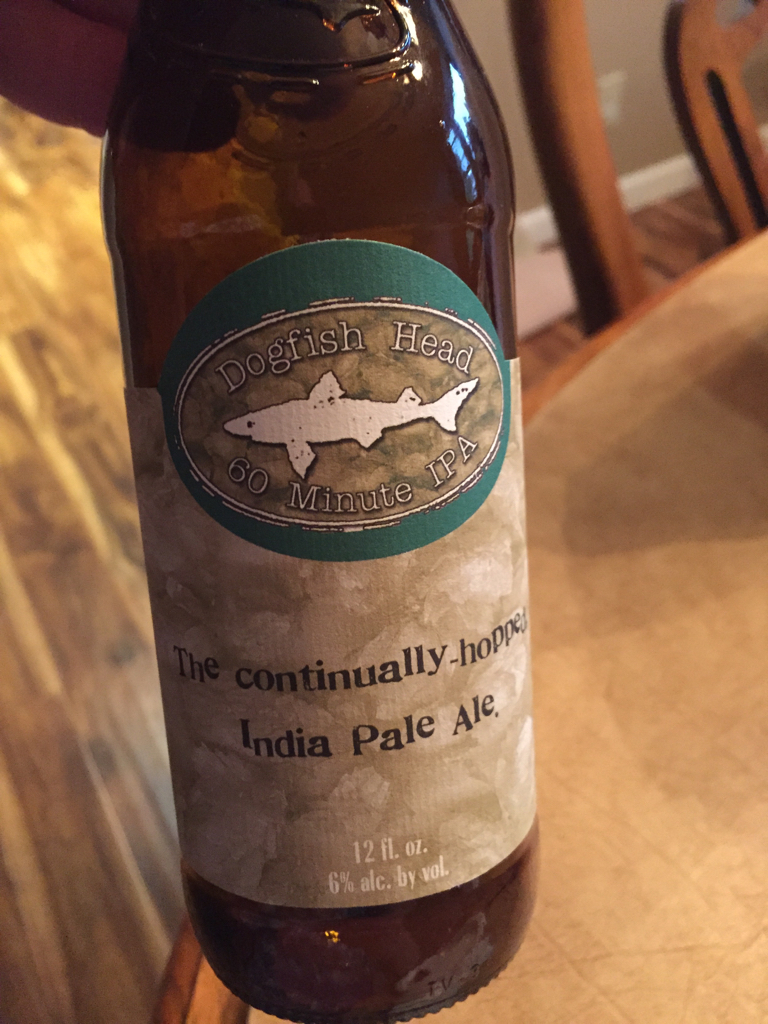 Dogfish Head
60 Minute IPA
The continually-hopped
India Pale Ale.
12 fl. oz.
6% alc. by vol.